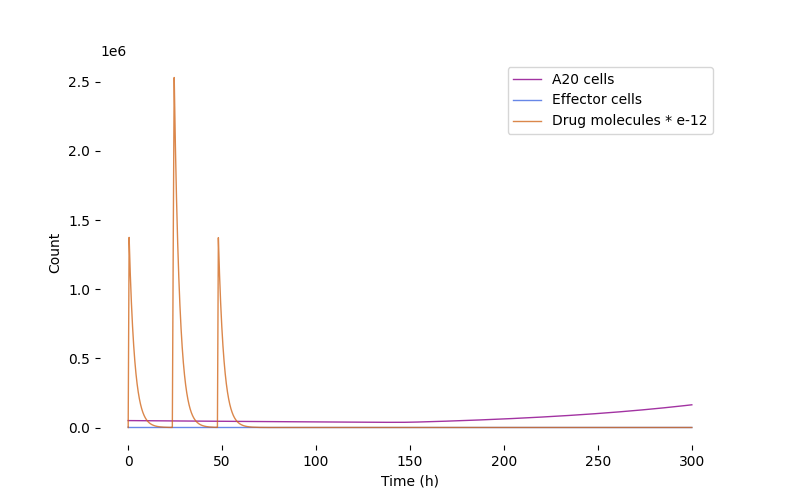 1e6
A20 cells
Effector cells
Drug molecules * e-12
2.5
2.0
1.5
1.0
0.5
0.0
Count
0 50 100 150 200 250 300
Time (h)